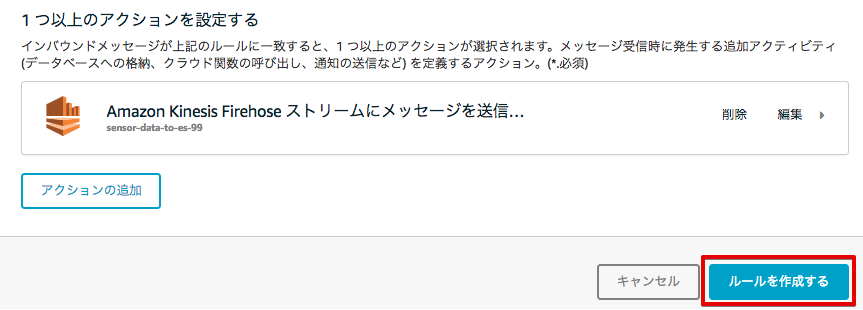 1 つ以上のアクションを設定する
インバウンドメッセージが上記のルールに一致すると、1 つ以上のアクションが選択されます。メッセージ受信時に発生する追加アクティビティ
(データベースへの格納、クラウド関数の呼び出し、通知の送信など) を定義するアクション。(*.必須)
Amazon Kinesis Firehose ストリームにメッセージを送信…
削除 編集
sensor-data-to-es-99
アクションの追加
キャンセル ルールを作成する